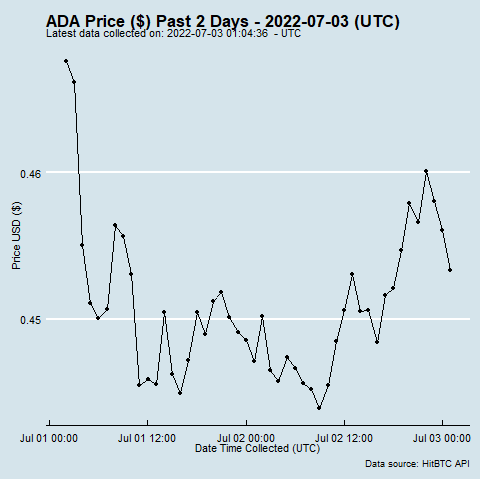 ADA Price ($) Past 2 Days - 2022-07-03 (UTC)
Latest data collected on: 2022-07-03 01:04:36 - UTC
Price USD ($)
0.46
0.45
Jul 01 00:00 Jul 01 12:00 Jul 02 00:00 Jul 02 12:00 Jul 03 00:00
Date Time Collected (UTC)
Data source: HitBTC API